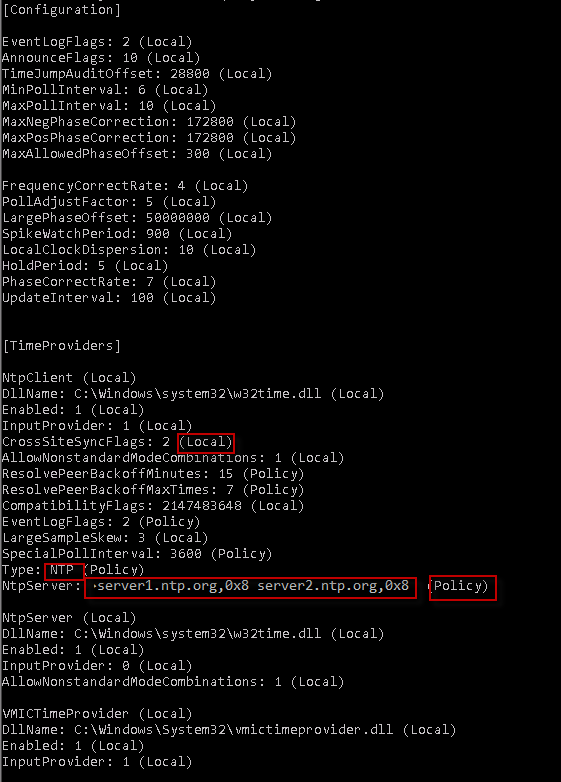 [Configuration]
EventLogFlags: 2 (Local)
AnnounceFlags: 10 (Local)
TimeJumpAuditOffset: 28800 (Local)
MinPollInterval: 6 (Local)
MaxPollInterval: 10 (Local)
MaxNegPhaseCorrection: 172800 (Local)
MaxPosPhaseCorrection: 172800 (Local)
MaxAllowedPhaseOffset: 300 (Local)
FrequencyCorrectRate: 4 (Local)
PollAdjustFactor: 5 (Local)
LargePhaseOffset: 50000000 (Local)
SpikeWatchPeriod: 900 (Local)
LocalClockDispersion: 10 (Local)
HoldPeriod: 5 (Local)
PhaseCorrectRate: 7 (Local)
UpdateInterval: 100 (Local)
[TimeProviders]
NtpClient (Local)
DllName: C:\Windows\system32\w32time.dll (Local)
Enabled: 1 (Local)
InputProvider: 1 (Local)
CrossSiteSyncFlags: 2 (Local)
AllowNonstandardModeCombinations: 1 (Local)
ResolvePeerBackoffMinutes: 15 (Policy)
ResolvePeerBackoffMaxTimes: 7 (Policy)
CompatibilityFlags: 2147483648 (Local)
EventLogFlags: 2 (Policy)
LargeSampleSkew: 3 (Local)
SpecialPollInterval: 3600 (Policy)
Type: NTP (Policy)
NtpServer: server1.ntp.org,0x8 server2.ntp.org,0x8 (Policy)
NtpServer (Local)
DllName: C:\Windows\system32\w32time.dll (Local)
Enabled: 1 (Local)
InputProvider: 0 (Local)
AllowNonstandardModeCombinations: 1 (Local)
VMICTimeProvider (Local)
DllName: C:\Windows\System32\vmictimeprovider.dll (Local)
Enabled: 1 (Local)
InputProvider: 1 (Local)